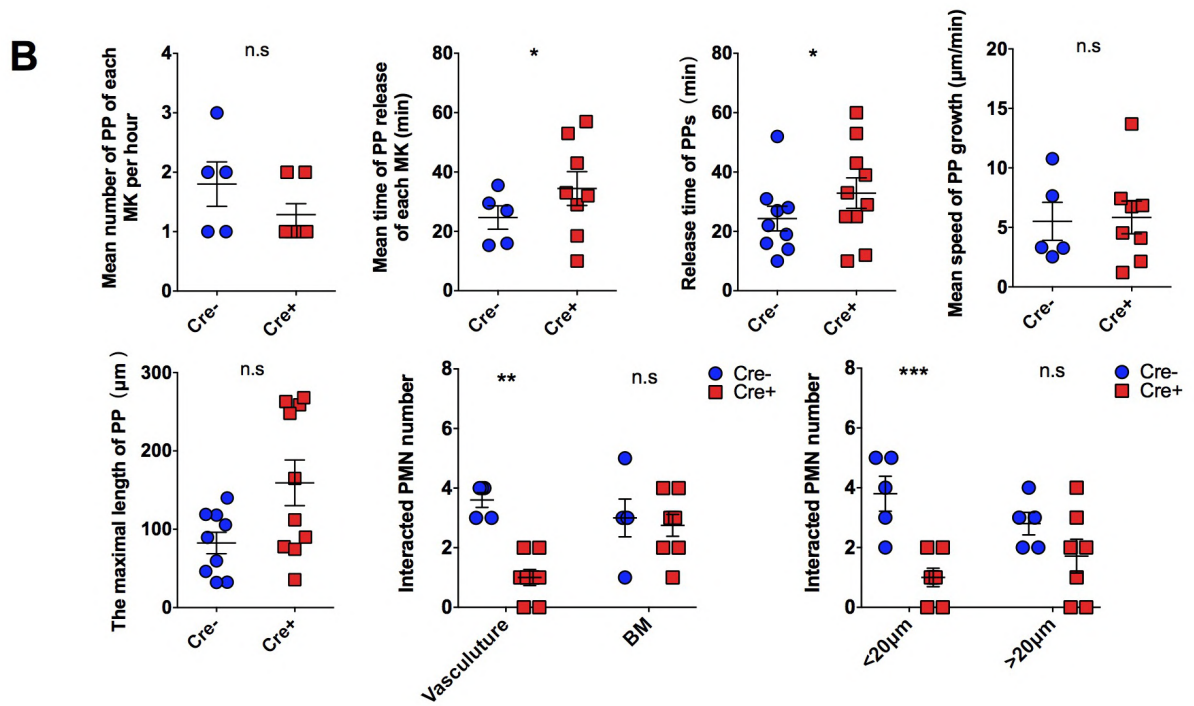 B
Mean number of PP of each
MK per hour
4
3
2
1
0
n.s
Cre-
Cre+
Mean time of PP release
of each MK (min)
80
60
40
20
0
*
Cre-
Cre+
Release time of PPs (min)
80
60
40
20
0
*
Cre-
Cre+
Mean speed of PP growth (μm/min)
20
15
10
5
0
n.s
Cre-
Cre+
The maximal length of PP (μm)
300
200
100
0
n.s
Cre-
Cre+
Interacted PMN number
8
6
4
2
0
**
n.s
Cre-
Cre+
Vasculuture
BM
Interacted PMN number
8
6
4
2
0
***
n.s
Cre-
Cre+
<20μm
>20μm